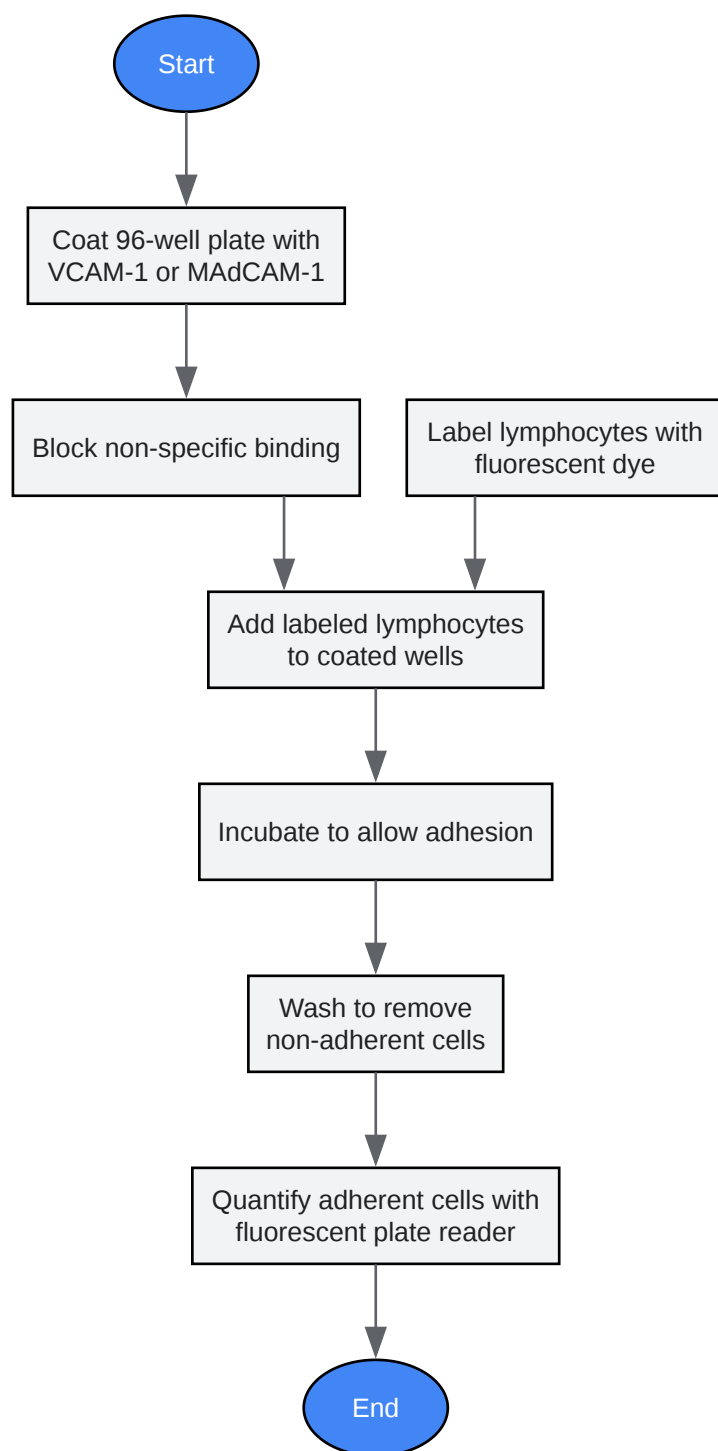 Start
Coat 96-well plate with
VCAM-1 or MAdCAM-1
Block non-specific binding
Label lymphocytes with
fluorescent dye
Add labeled lymphocytes
to coated wells
Incubate to allow adhesion
Wash to remove
non-adherent cells
Quantify adherent cells with
fluorescent plate reader
End